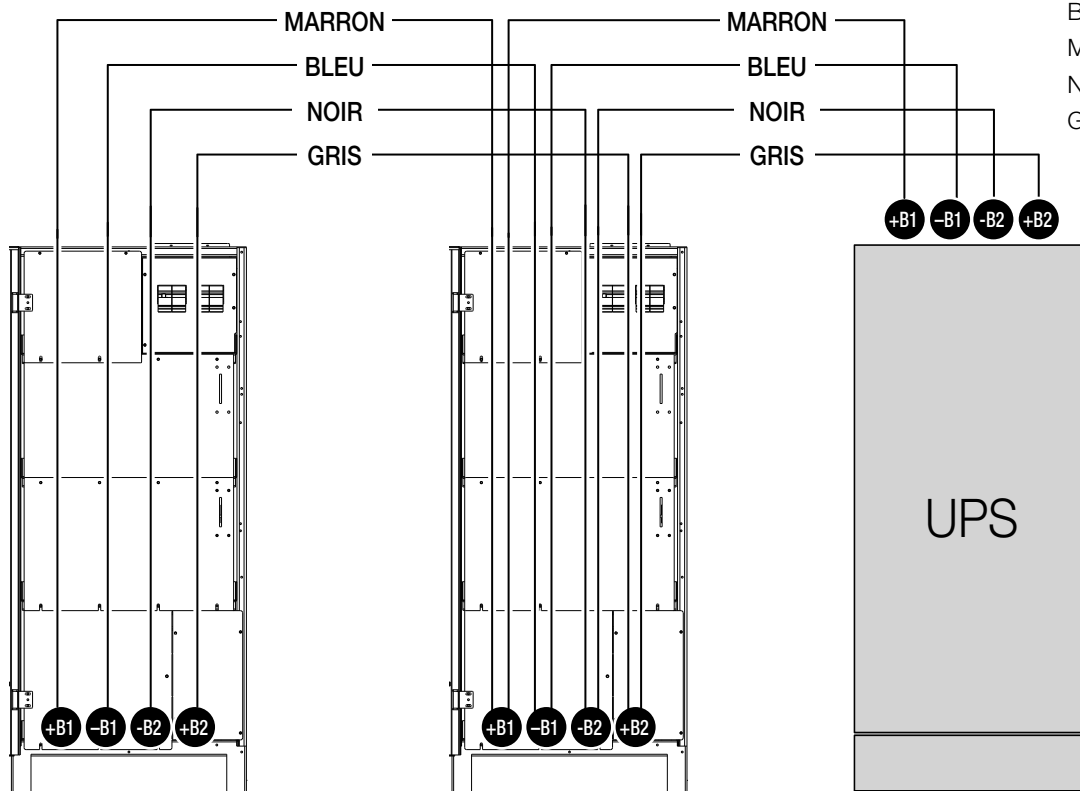 MARRON MARRON
BLEU BLEU
NOIR NOIR
GRIS GRIS
B
M
N
G
+B1 –B1 -B2 +B2
UPS
+B1 –B1 -B2 +B2
+B1 –B1 -B2 +B2